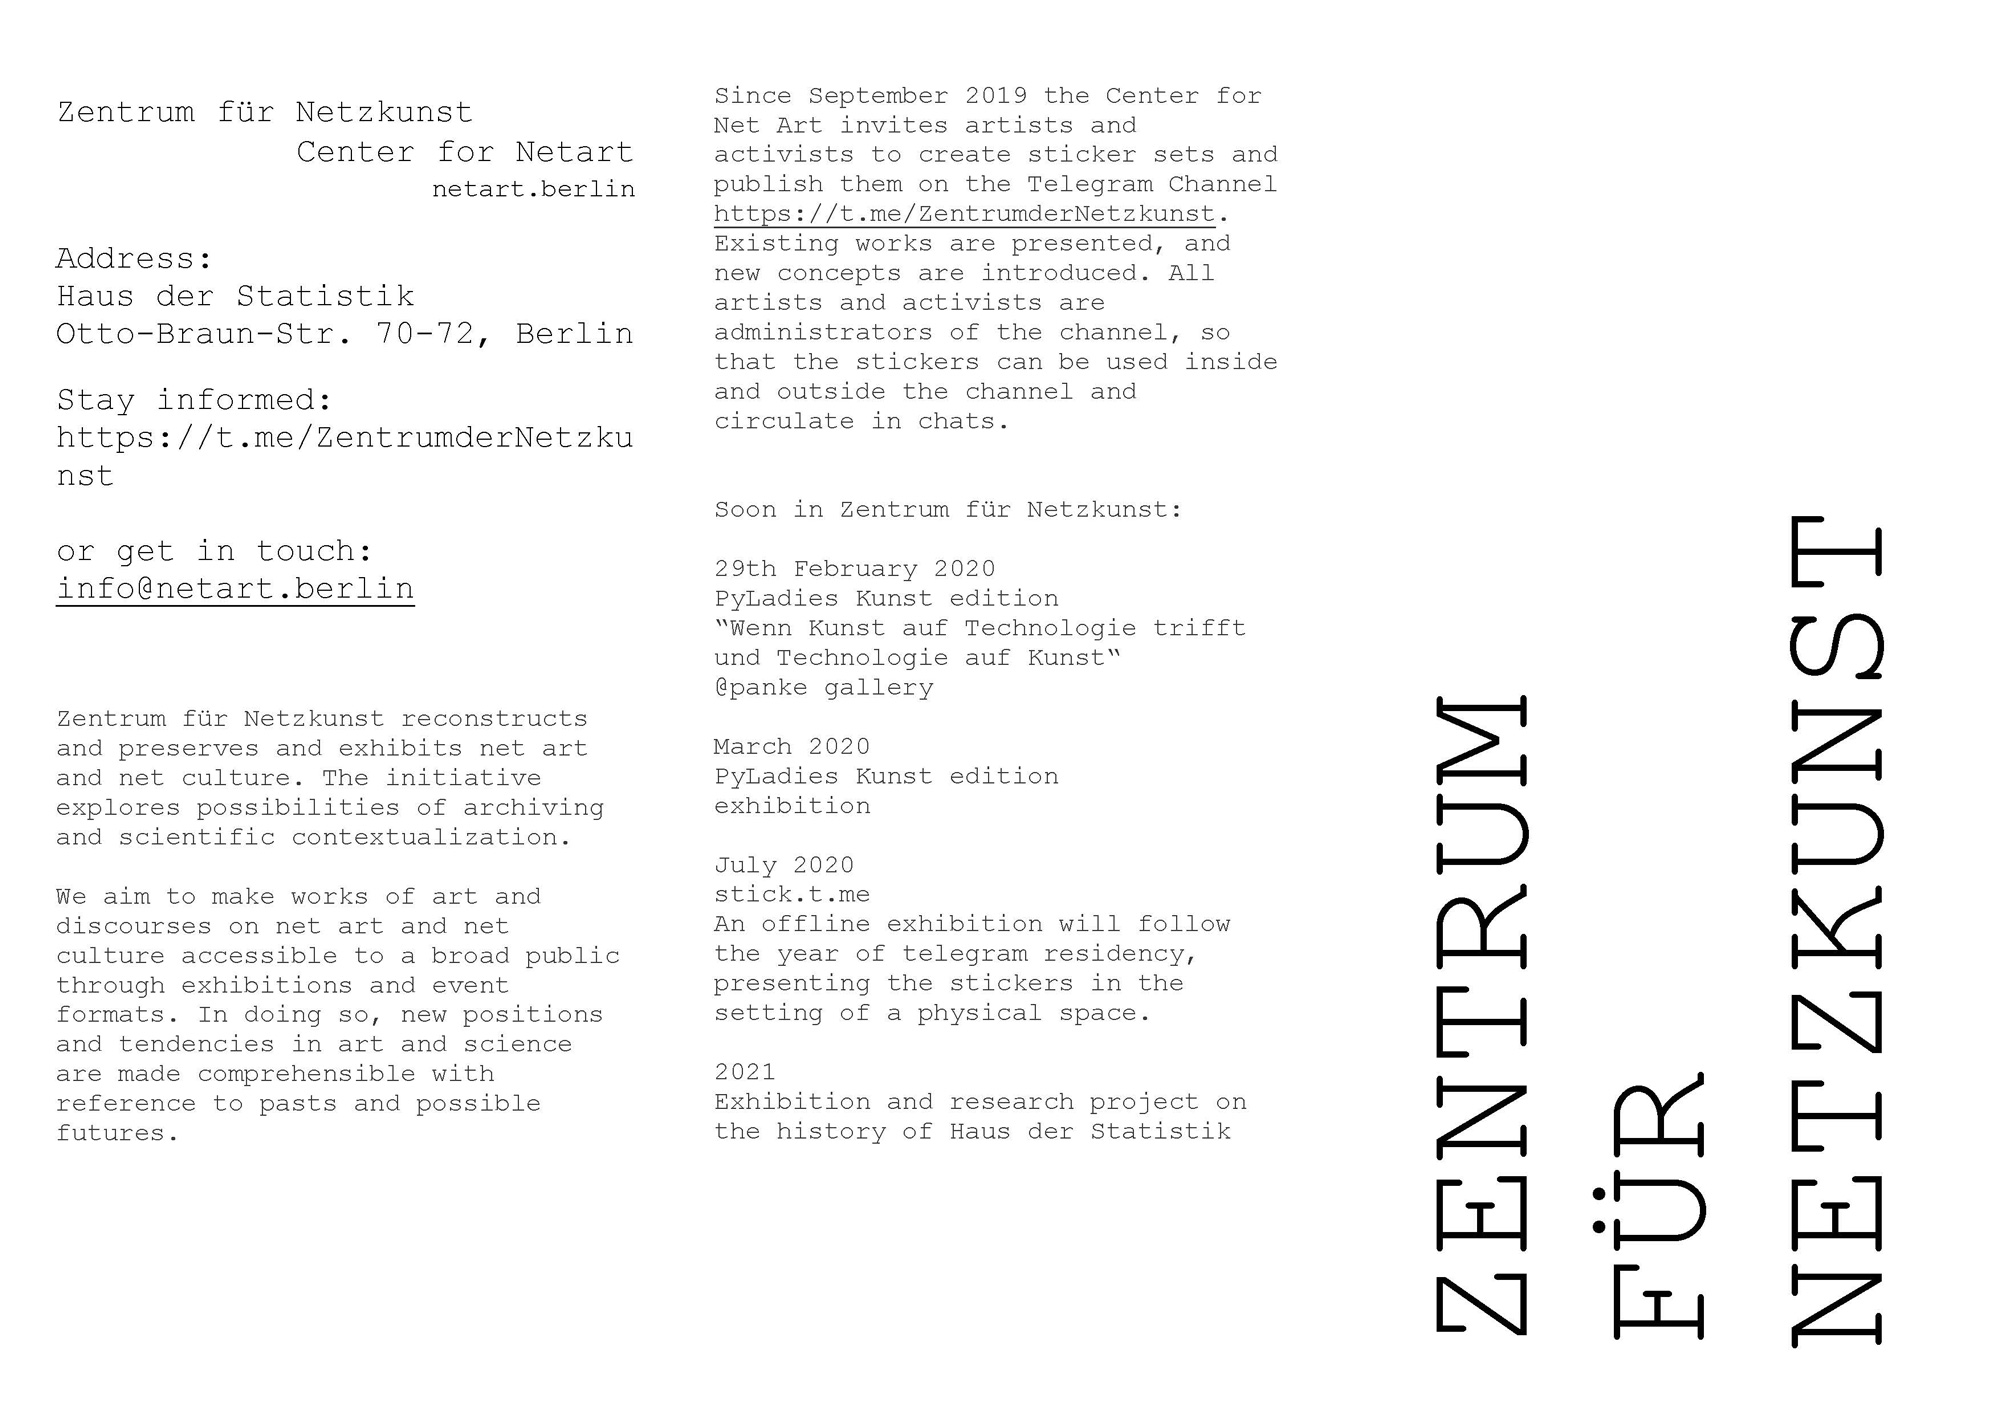 Zentrum für Netzkunst
Center for Netart
netart.berlin
Address:
Haus der Statistik
Otto-Braun-Str. 70-72, Berlin
Stay informed:
https://t.me/ZentrumderNetzku
nst
or get in touch:
info@netart.berlin
Zentrum für Netzkunst reconstructs
and preserves and exhibits net art
and net culture. The initiative
explores possibilities of archiving
and scientific contextualization.
We aim to make works of art and
discourses on net art and net
culture accessible to a broad public
through exhibitions and event
formats. In doing so, new positions
and tendencies in art and science
are made comprehensible with
reference to pasts and possible
futures.
Since September 2019 the Center for
Net Art invites artists and
activists to create sticker sets and
publish them on the Telegram Channel
https://t.me/ZentrumderNetzkunst.
Existing works are presented, and
new concepts are introduced. All
artists and activists are
administrators of the channel, so
that the stickers can be used inside
and outside the channel and
circulate in chats.
Soon in Zentrum für Netzkunst:
29th February 2020
PyLadies Kunst edition
‟Wenn Kunst auf Technologie trifft
und Technologie auf Kunst‟
@panke gallery
March 2020
PyLadies Kunst edition
exhibition
July 2020
stick.t.me
An offline exhibition will follow
the year of telegram residency,
presenting the stickers in the
setting of a physical space.
2021
Exhibition and research project on
the history of Haus der Statistik
ZENTRUM
FÜR
NETZKUNST